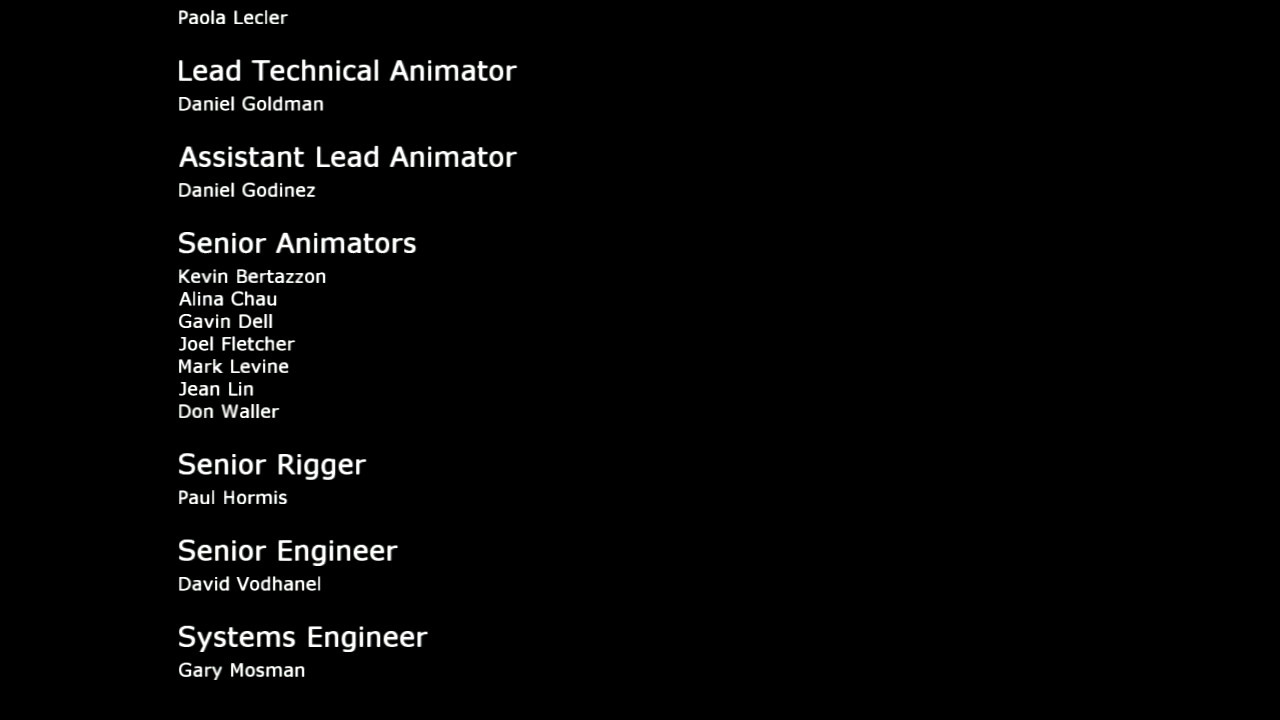 Paola Lecler
Lead Technical Animator
Daniel Goldman
Assistant Lead Animator
Daniel Godinez
Senior Animators
Kevin Bertazzon
Alina Chau
Gavin Dell
Joel Fletcher
Mark Levine
Jean Lin
Don Waller
Senior Rigger
Paul Hormis
Senior Engineer
David Vodhanel
Systems Engineer
Gary Mosman